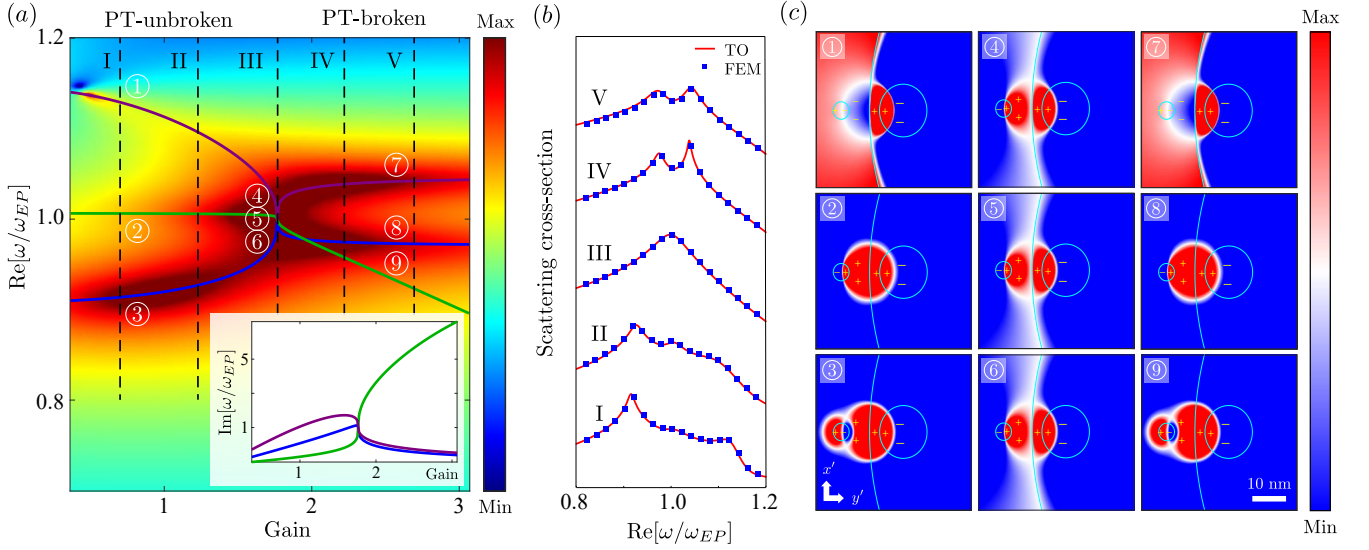 (a)
PT-unbroken
PT-broken
Max
1.2
1.0
0.8
Re[ω/ω_EP]
I
II
III
IV
V
①
②
③
④
⑤
⑥
⑦
⑧
⑨
Im[ω/ω_EP]
5
1
1
2
Gain
1
2
3
Gain
Min
(b)
TO
FEM
V
IV
III
II
I
Scattering cross-section
0.8
1.0
1.2
Re[ω/ω_EP]
(c)
① ④ ⑦
② ⑤ ⑧
③ ⑥ ⑨
x′
y′
10 nm
Max
Min